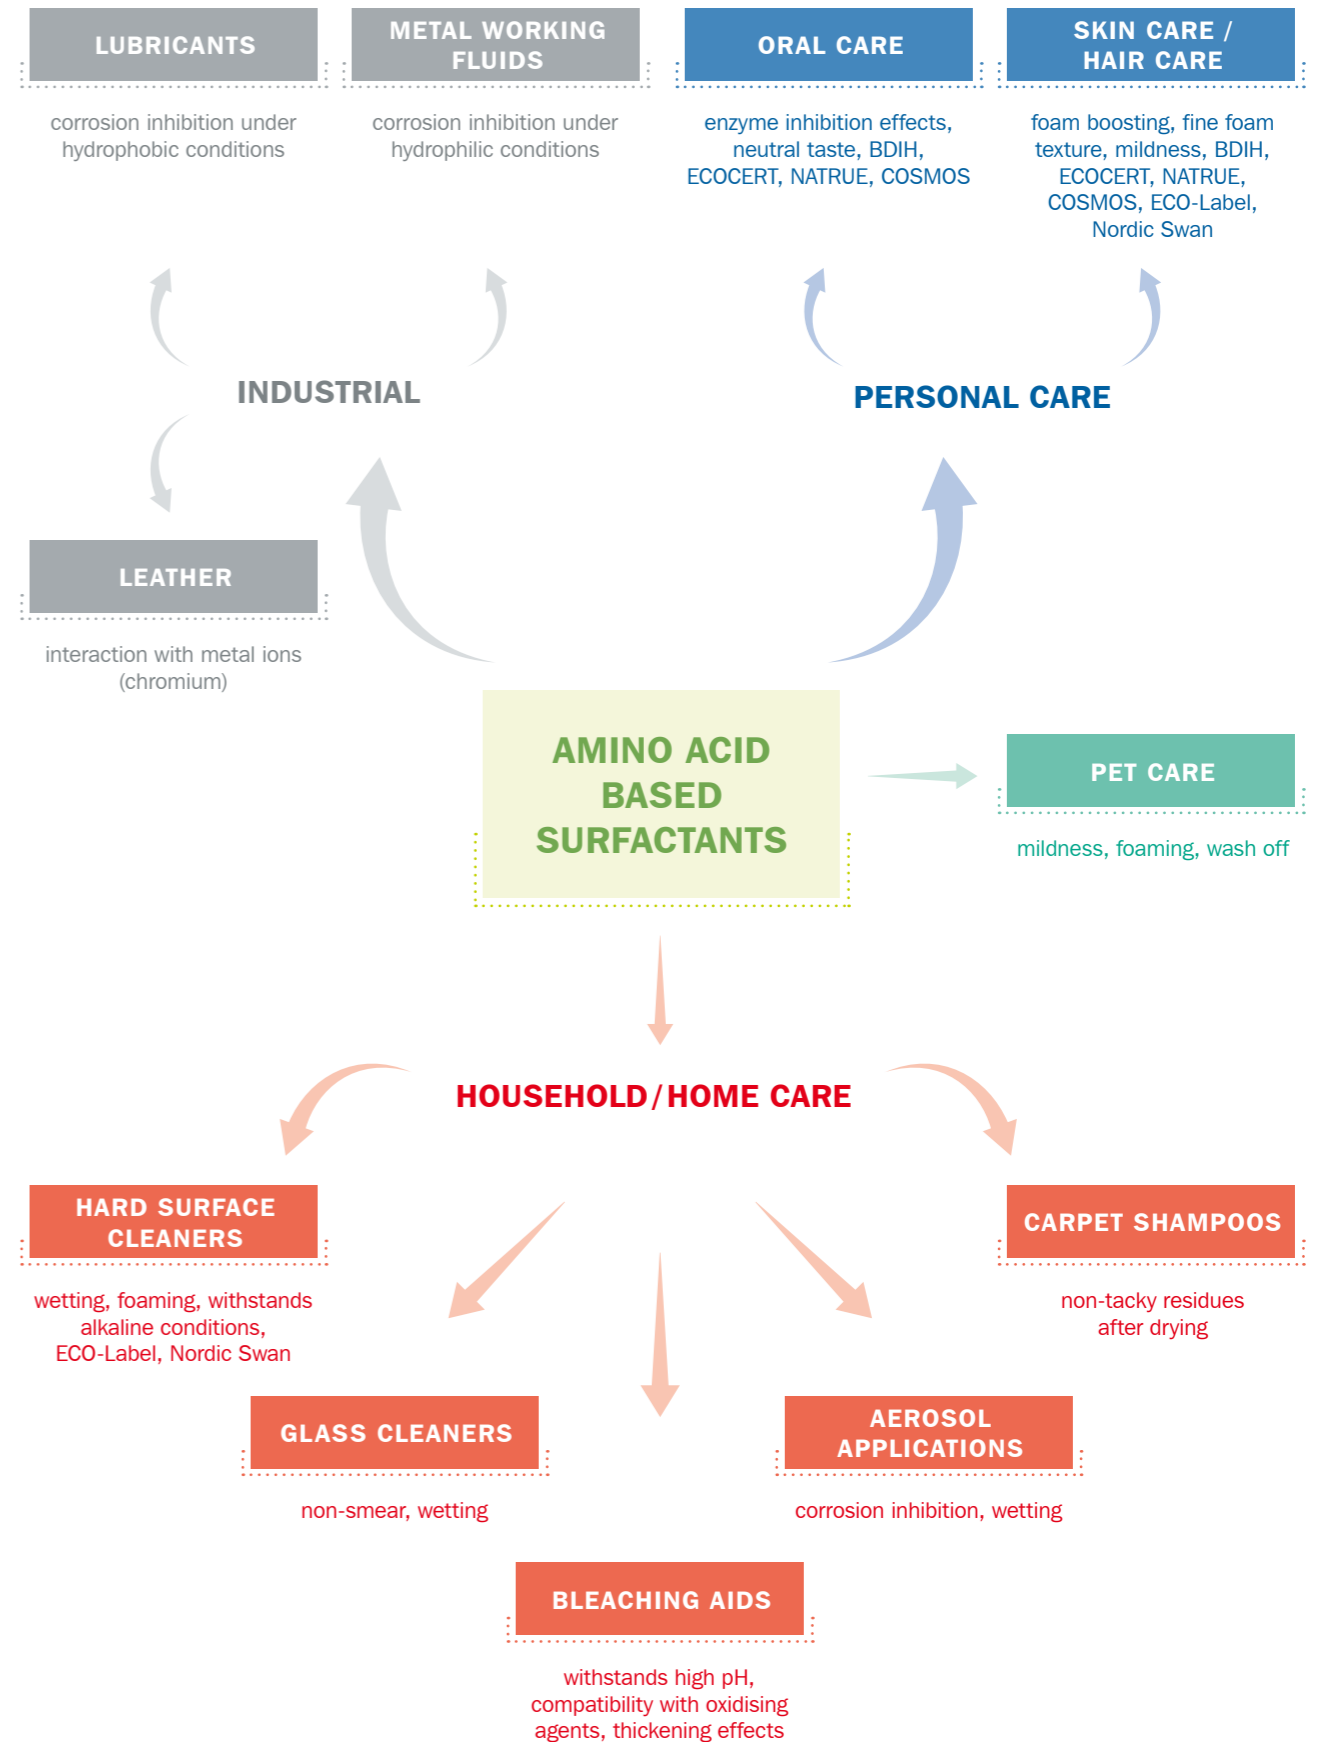 LUBRICANTS
corrosion inhibition under
hydrophobic conditions
METAL WORKING
FLUIDS
corrosion inhibition under
hydrophilic conditions
ORAL CARE
enzyme inhibition effects,
neutral taste, BDIH,
ECOCERT, NATRUE, COSMOS
SKIN CARE /
HAIR CARE
foam boosting, fine foam
texture, mildness, BDIH,
ECOCERT, NATRUE,
COSMOS, ECO-Label,
Nordic Swan
INDUSTRIAL
PERSONAL CARE
LEATHER
interaction with metal ions
(chromium)
AMINO ACID
BASED
SURFACTANTS
PET CARE
mildness, foaming, wash off
HOUSEHOLD / HOME CARE
HARD SURFACE
CLEANERS
wetting, foaming, withstands
alkaline conditions,
ECO-Label, Nordic Swan
CARPET SHAMPOOS
non-tacky residues
after drying
GLASS CLEANERS
non-smear, wetting
AEROSOL
APPLICATIONS
corrosion inhibition, wetting
BLEACHING AIDS
withstands high pH,
compatibility with oxidising
agents, thickening effects